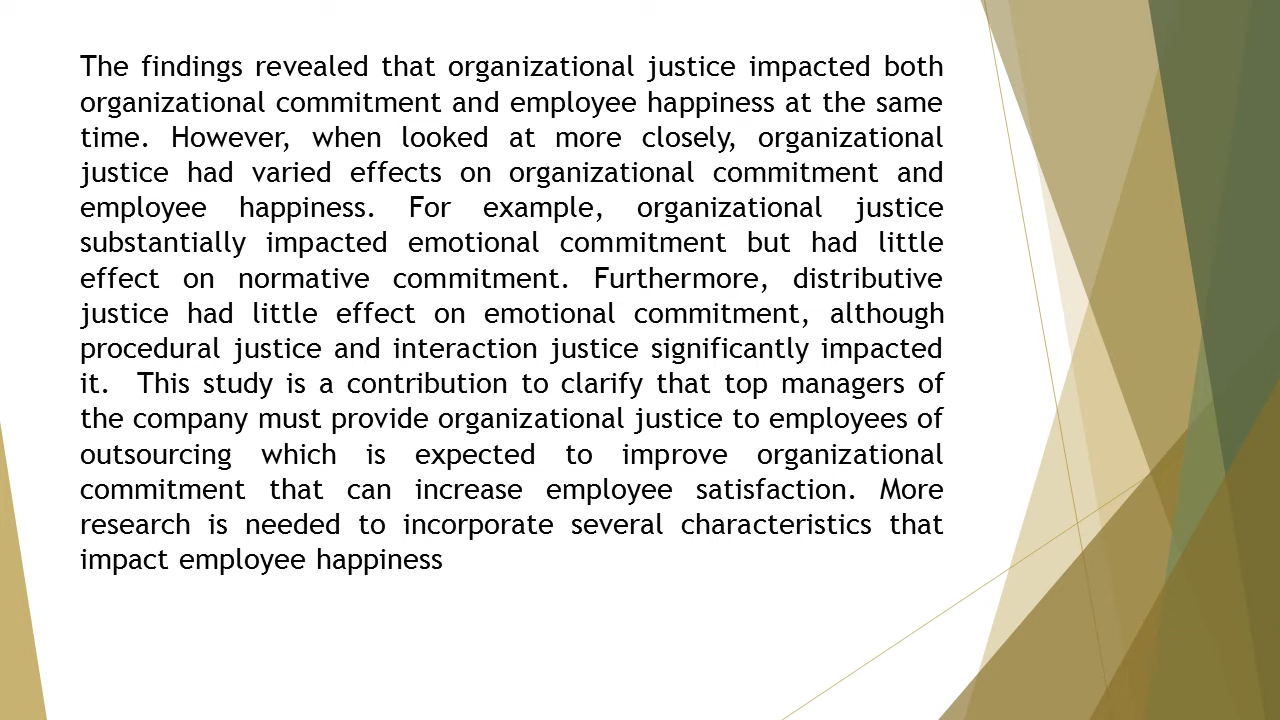 The findings revealed that organizational justice impacted both
organizational commitment and employee happiness at the same
time. However, when looked at more closely, organizational
justice had varied effects on organizational commitment and
employee happiness. For example, organizational justice
substantially impacted emotional commitment but had little
effect on normative commitment. Furthermore, distributive
justice had little effect on emotional commitment, although
procedural justice and interaction justice significantly impacted
it. This study is a contribution to clarify that top managers of
the company must provide organizational justice to employees of
outsourcing which is expected to improve organizational
commitment that can increase employee satisfaction. More
research is needed to incorporate several characteristics that
impact employee happiness